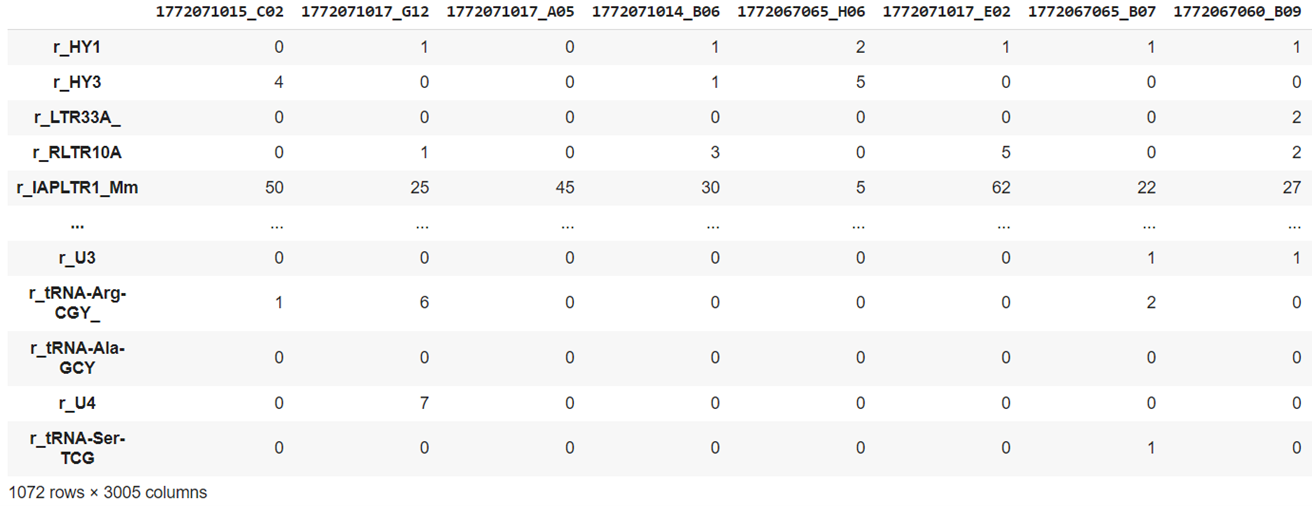 1772071015_C02 1772071017_G12 1772071017_A05 1772071014_B06 1772067065_H06 1772071017_E02 1772067065_B07 1772067060_B09
r_HY1 0 1 0 1 2 1 1 1
r_HY3 4 0 0 1 5 0 0 0
r_LTR33A_ 0 0 0 0 0 0 0 2
r_RLTR10A 0 1 0 3 0 5 0 2
r_IAPLTR1_Mm 50 25 45 30 5 62 22 27
... ... ... ... ... ... ... ... ...
r_U3 0 0 0 0 0 0 1 1
r_tRNA-Arg-
CGY_ 1 6 0 0 0 0 2 0
r_tRNA-Ala-
GCY 0 0 0 0 0 0 0 0
r_U4 0 7 0 0 0 0 0 0
r_tRNA-Ser-
TCG 0 0 0 0 0 0 1 0
1072 rows × 3005 columns